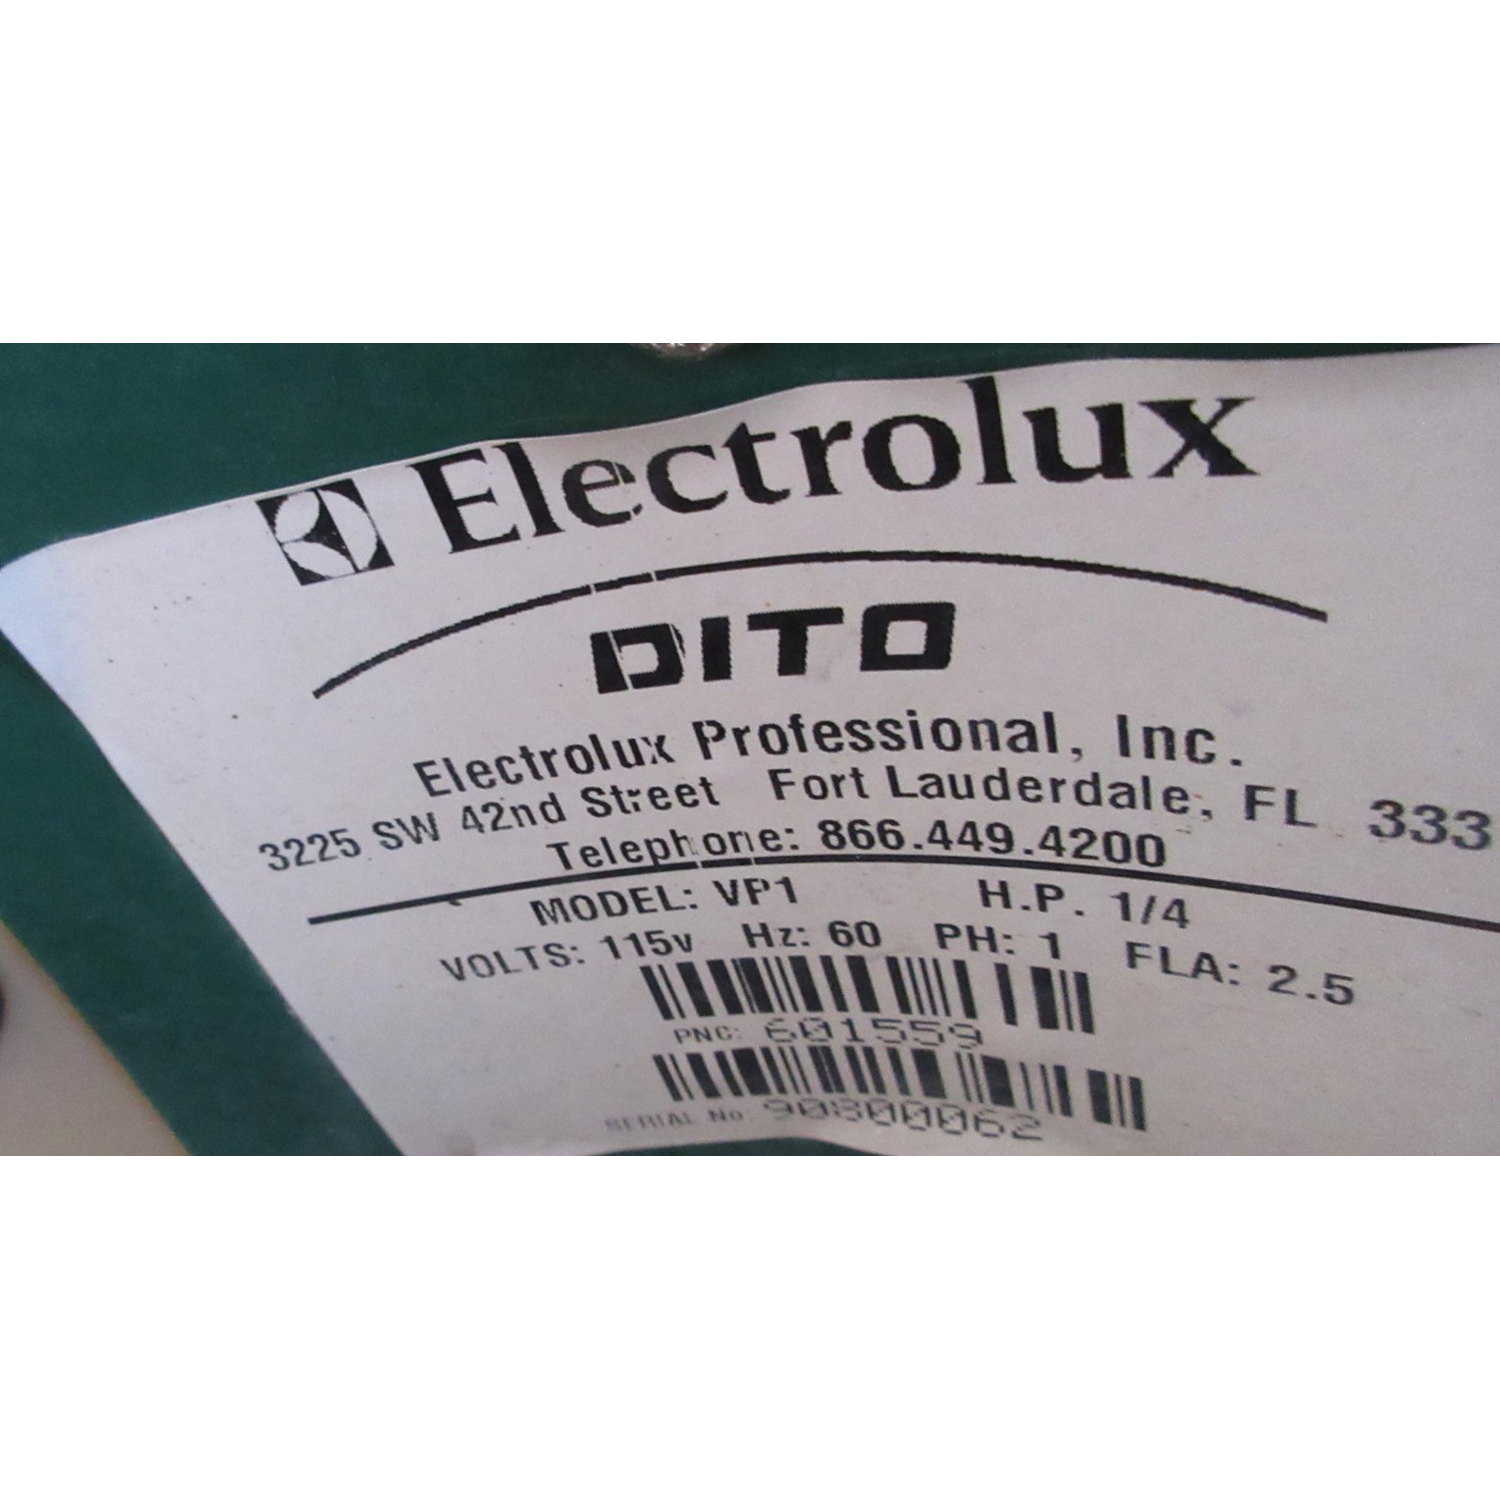 Electrolux
DITO
Electrolux Professional, Inc.
3225 SW 42nd Street Fort Lauderdale, FL 333
Telephone: 866.449.4200
MODEL: VP1 H.P. 1/4
VOLTS: 115v Hz: 60 PH: 1 FLA: 2.5
PNC: 601559
SERIAL No. 90800062